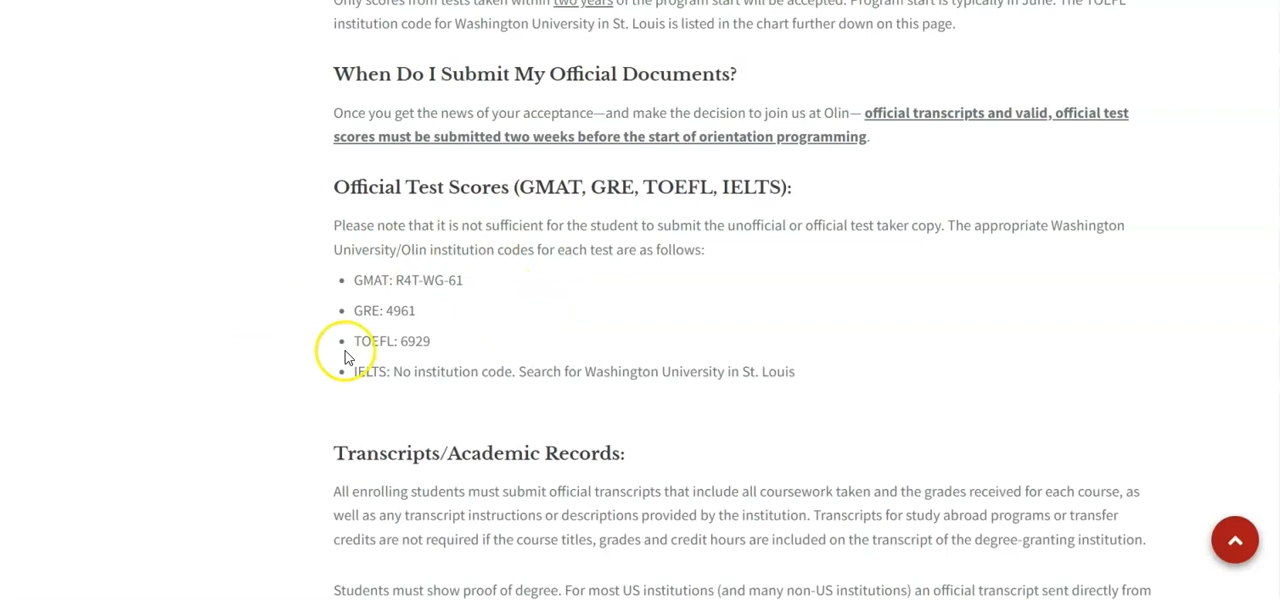 Only scores from tests taken within two years of the program start will be accepted. Program start is typically in June. The TOEFL
institution code for Washington University in St. Louis is listed in the chart further down on this page.
When Do I Submit My Official Documents?
Once you get the news of your acceptance—and make the decision to join us at Olin— official transcripts and valid, official test
scores must be submitted two weeks before the start of orientation programming.
Official Test Scores (GMAT, GRE, TOEFL, IELTS):
Please note that it is not sufficient for the student to submit the unofficial or official test taker copy. The appropriate Washington
University/Olin institution codes for each test are as follows:
• GMAT: R4T-WG-61
• GRE: 4961
• TOEFL: 6929
• IELTS: No institution code. Search for Washington University in St. Louis
Transcripts/Academic Records:
All enrolling students must submit official transcripts that include all coursework taken and the grades received for each course, as
well as any transcript instructions or descriptions provided by the institution. Transcripts for study abroad programs or transfer
credits are not required if the course titles, grades and credit hours are included on the transcript of the degree-granting institution.
Students must show proof of degree. For most US institutions (and many non-US institutions) an official transcript sent directly from